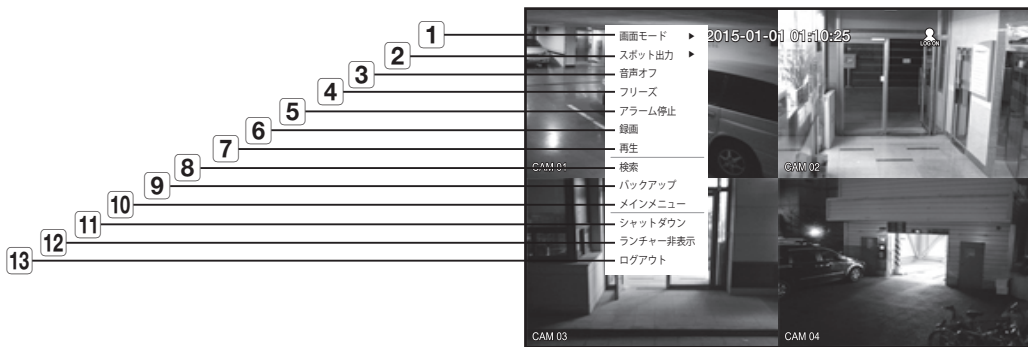 1
2
3
4
5
6
7
8
9
10
11
12
13
画面モード ▶
スポット出力 ▶
音声オフ
フリーズ
アラーム停止
録画
再生
検索
バックアップ
メインメニュー
シャットダウン
ランチャー非表示
ログアウト
2015-01-01 01:10:25
LOG ON
CAM 01
CAM 02
CAM 03
CAM 04